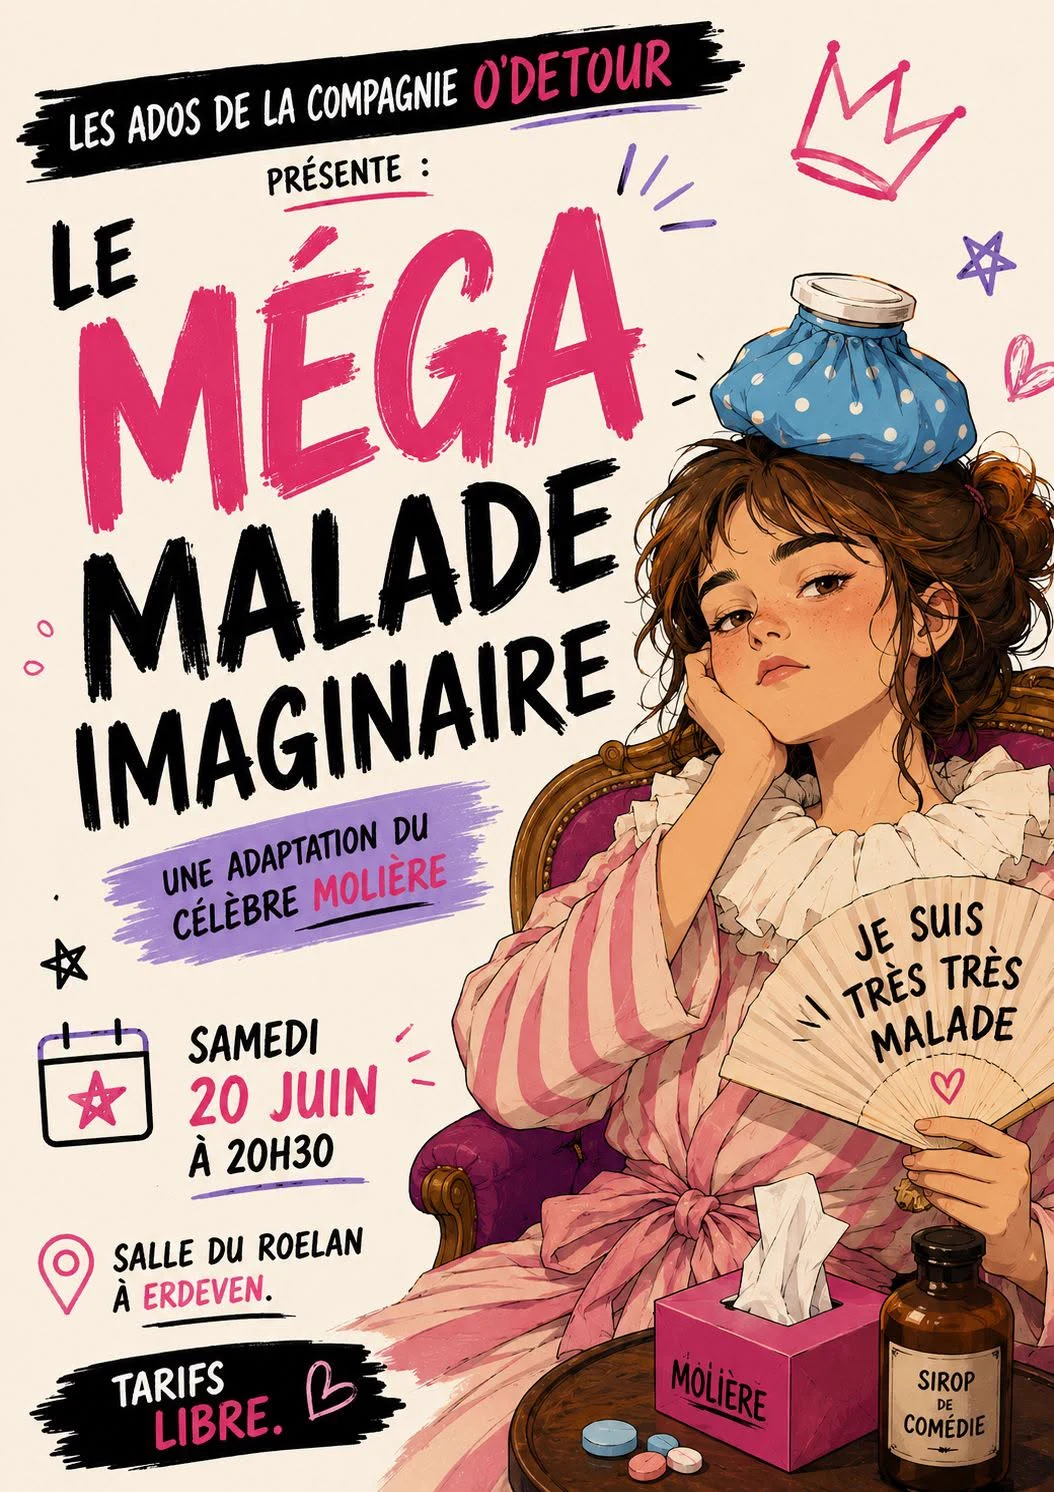 LES ADOS DE LA COMPAGNIE O'DETOUR
PRÉSENTE :
LE
MÉGA
MALADE
IMAGINAIRE
UNE ADAPTATION DU
CÉLÈBRE MOLIÈRE
SAMEDI
20 JUIN
À 20H30
SALLE DU ROELAN
À ERDEVEN.
TARIFS
LIBRE.
JE SUIS
TRÈS TRÈS
MALADE
MOLIÈRE
SIROP
DE
COMÉDIE